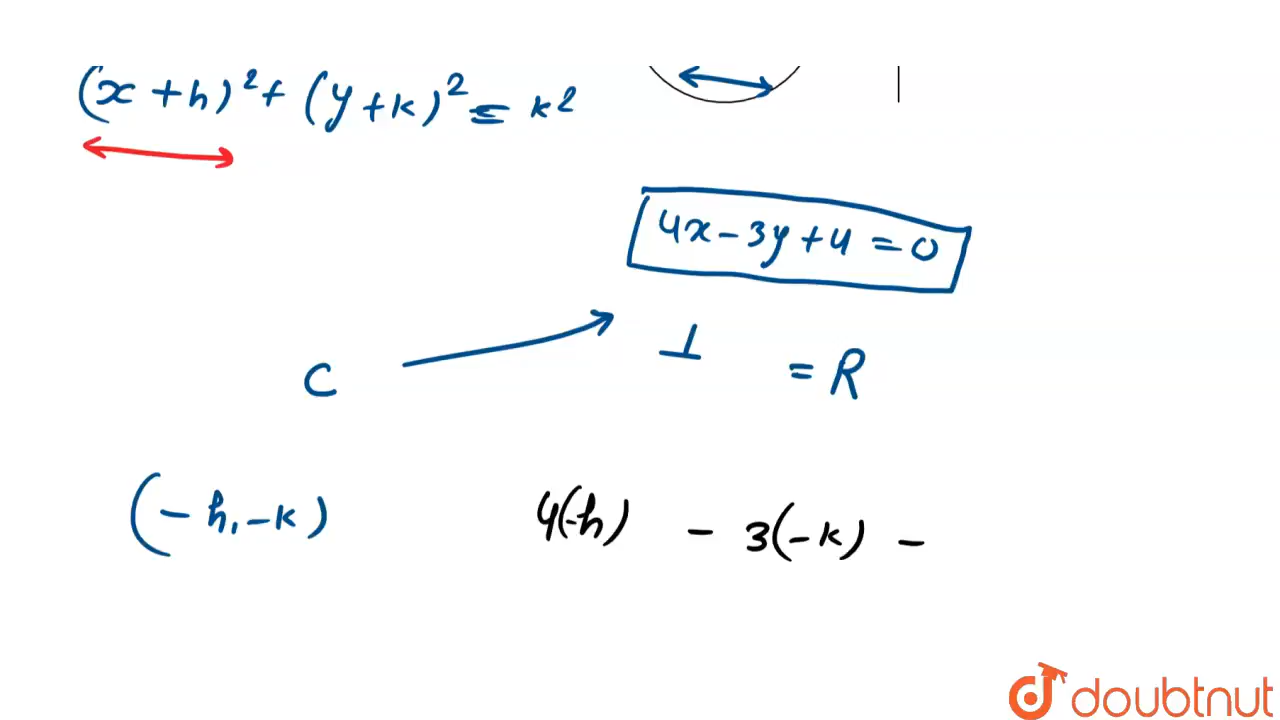 (x + h)² + (y + k)² = k²
4x - 3y + 4 = 0
C ⊥ = R
(-h, -k) 4(-h) - 3(-k) -
doubtnut